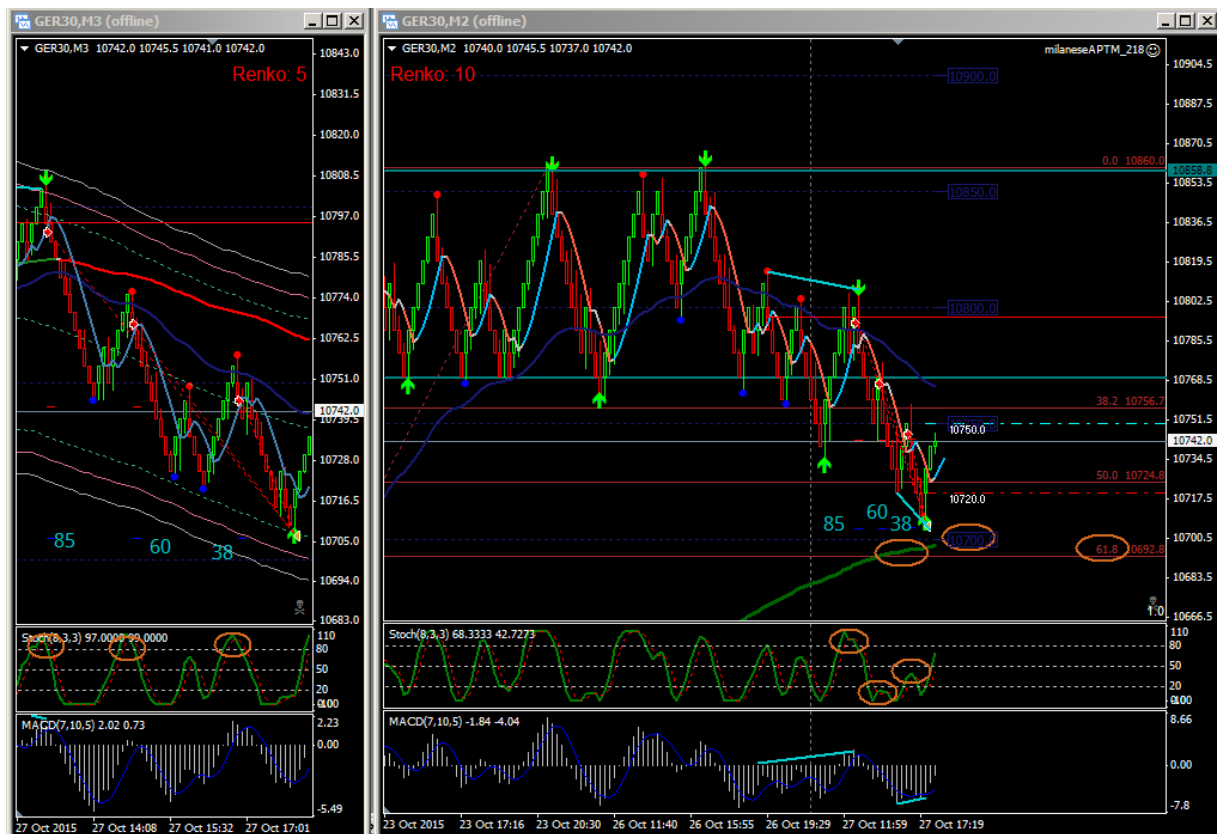 GER30,M3 (offline)
GER30,M3 10742.0 10745.5 10741.0 10742.0
Renko: 5
10843.0
10831.5
10820.0
10808.5
10797.0
10785.5
10774.0
10762.5
10751.0
10742.0
10728.0
10716.5
10705.0
10694.0
10683.0
85
60
38
Stoch(8,3,3) 97.0000 99.0000
110
80
50
20
MACD(7,10,5) 2.02 0.73
2.23
0.00
-5.49
27 Oct 2015
27 Oct 14:08
27 Oct 15:32
27 Oct 17:01
GER30,M2 (offline)
GER30,M2 10740.0 10745.5 10737.0 10742.0
milaneseAPTM_218
Renko: 10
10900.0
0.0 10860.0
10850.0
10800.0
38.2 10756.7
10750.0
50.0 10724.8
10720.0
85
60
38
10700.0
61.8 10692.8
1.0
10904.5
10887.5
10870.5
10858.8
10853.5
10836.5
10819.5
10802.5
10785.5
10768.5
10751.5
10742.0
10734.5
10717.5
10700.5
10683.5
10666.5
Stoch(8,3,3) 68.3333 42.7273
110
80
50
20
MACD(7,10,5) -1.84 -4.04
8.66
0.00
-7.8
23 Oct 2015
23 Oct 17:16
23 Oct 20:30
26 Oct 11:40
26 Oct 15:55
26 Oct 19:29
27 Oct 11:59
27 Oct 17:19